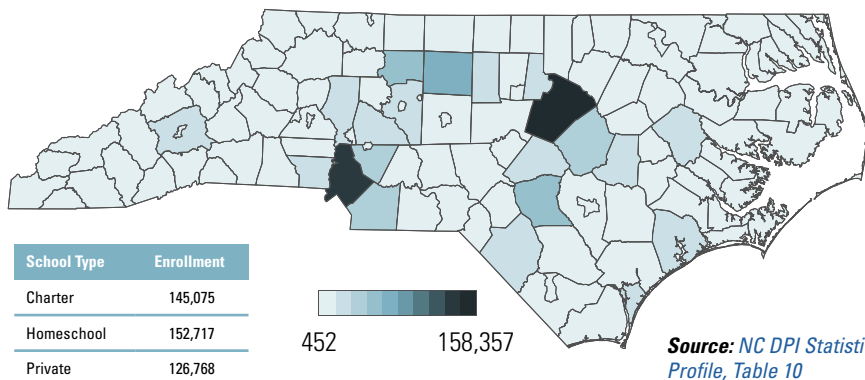 School Type Enrollment
Charter 145,075
Homeschool 152,717
Private 126,768
452 158,357
Source: NC DPI Statisti
Profile, Table 10